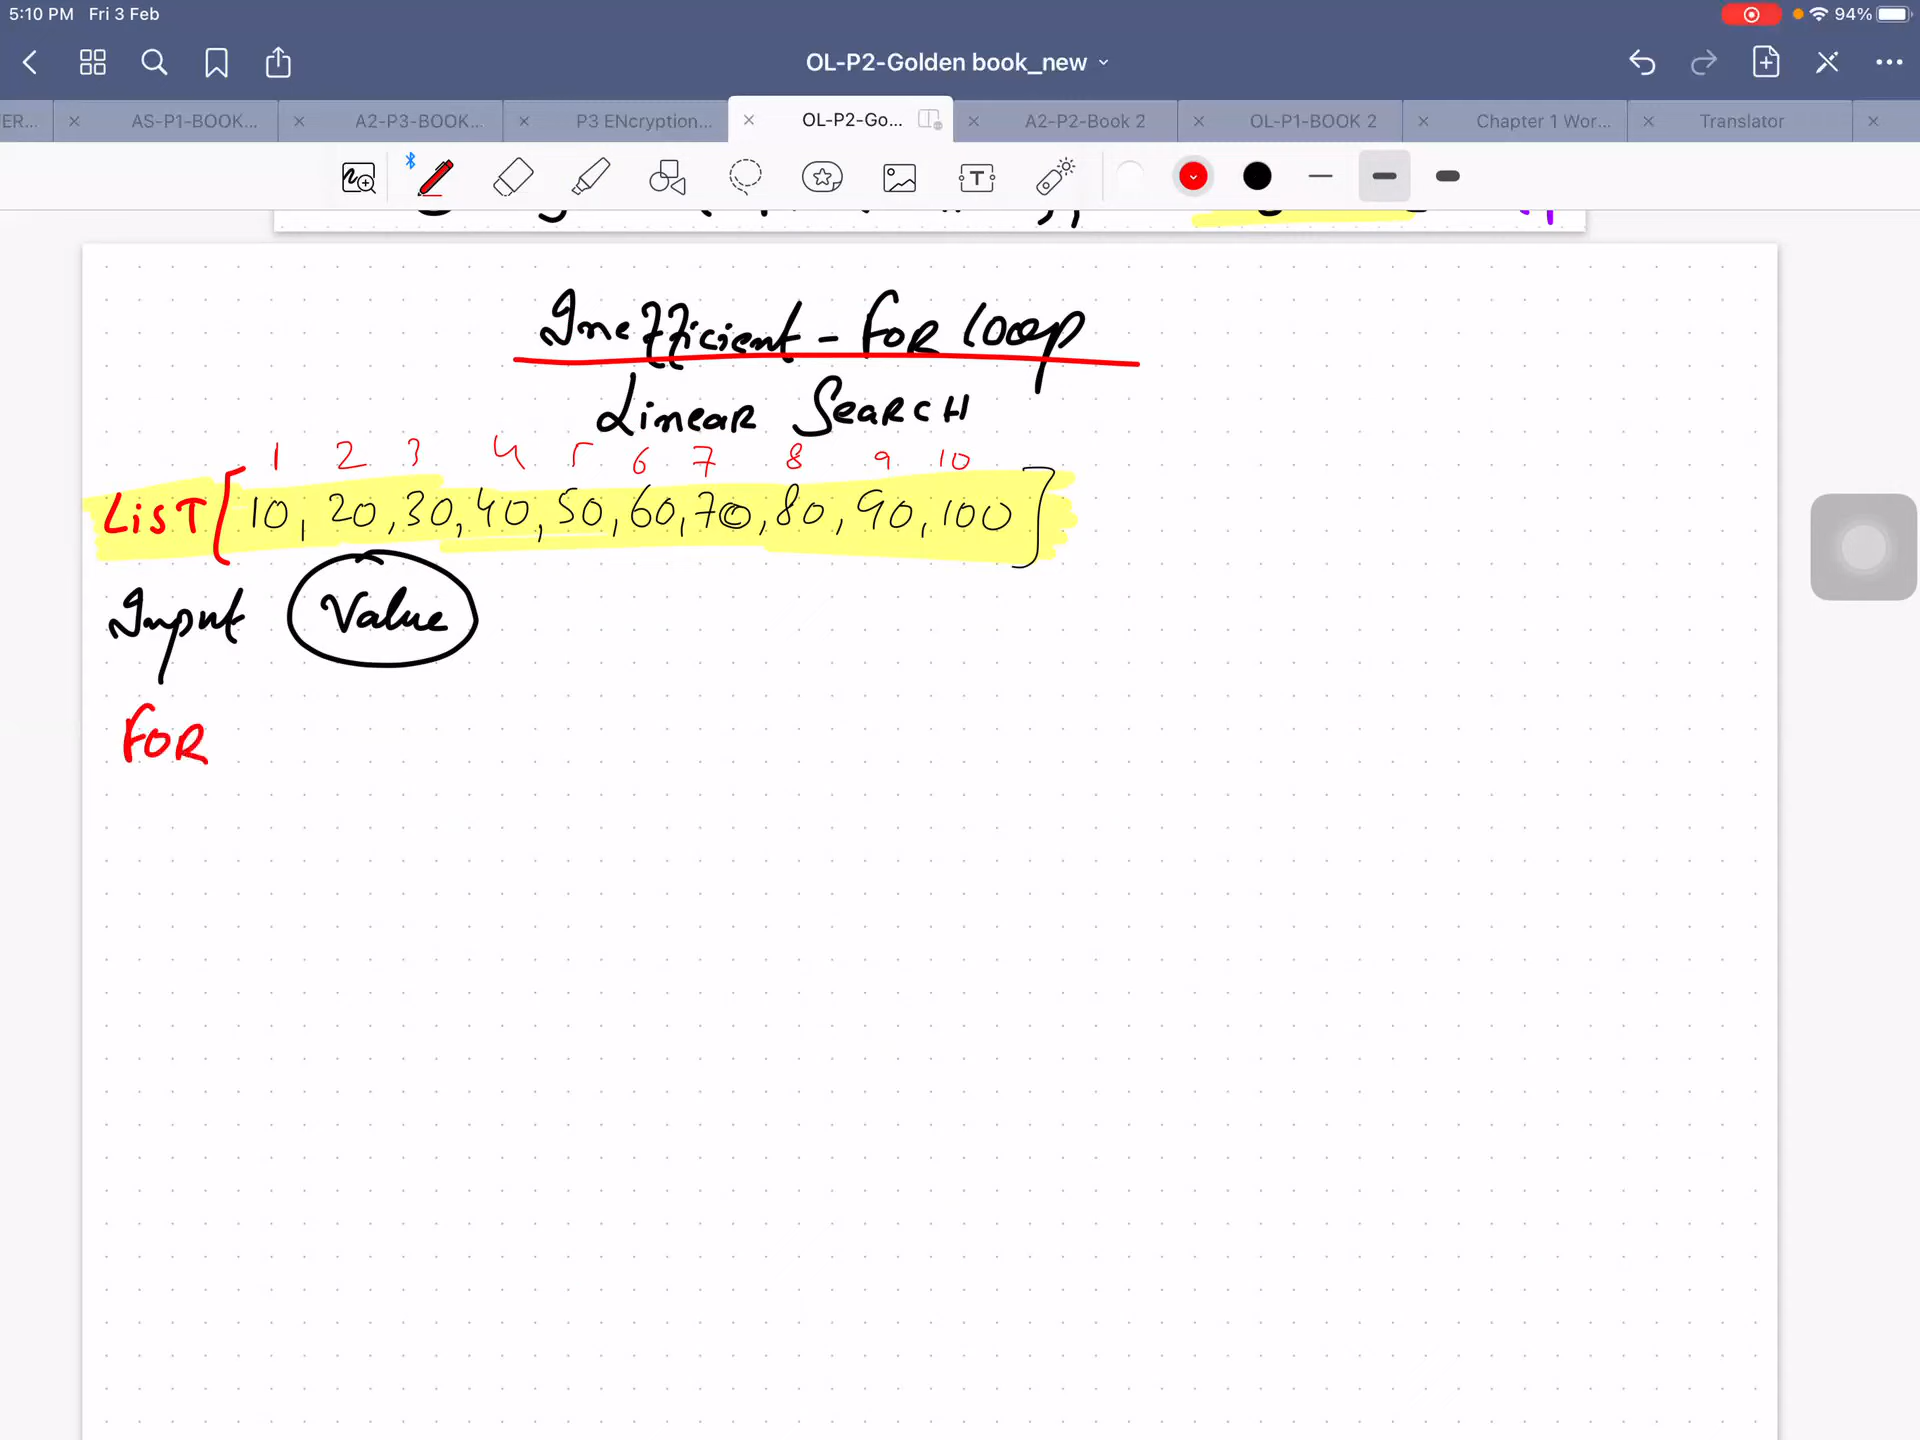 5:10 PM Fri 3 Feb 94%
OL-P2-Golden book_new
ER... AS-P1-BOOK... A2-P3-BOOK... P3 ENcryption... OL-P2-Go... A2-P2-Book 2 OL-P1-BOOK 2 Chapter 1 Wor... Translator
Inefficient - FOR loop
Linear SEARCH
1 2 3 4 5 6 7 8 9 10
LisT [10, 20, 30, 40, 50, 60, 70, 80, 90, 100]
Input Value
FOR